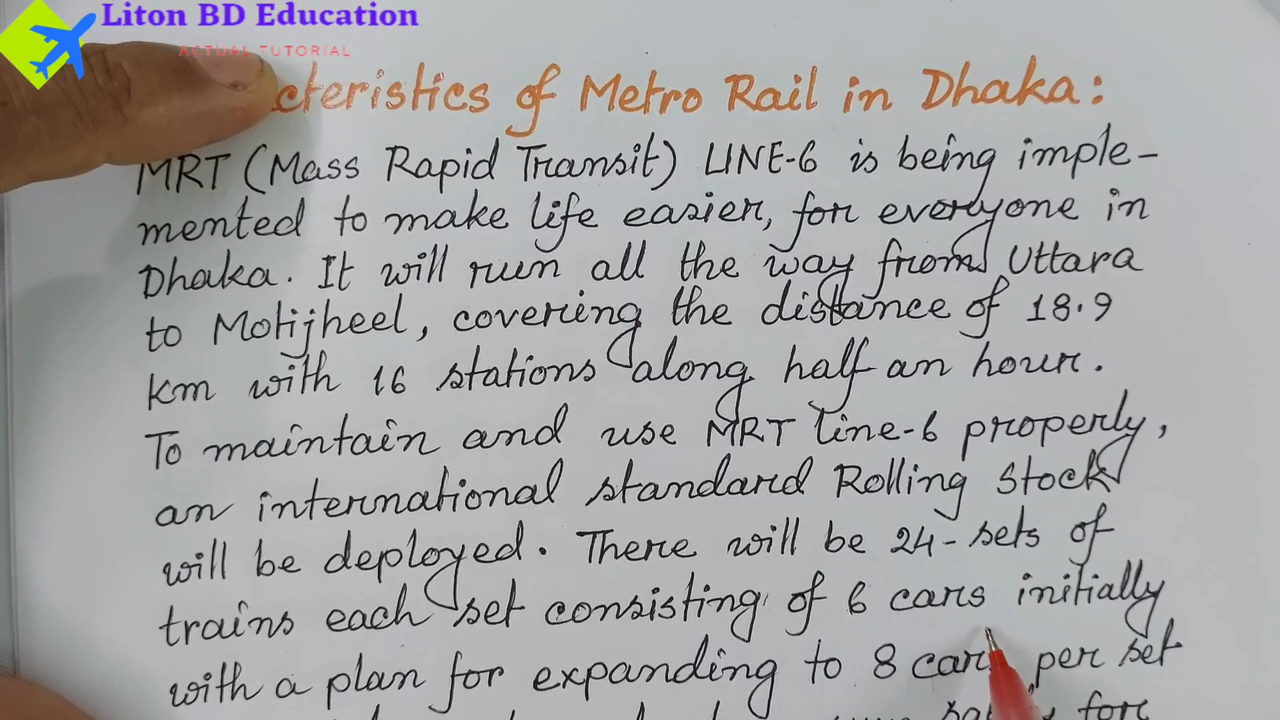 Liton BD Education
ACTUAL TUTORIAL
cteristics of Metro Rail in Dhaka:
MRT (Mass Rapid Transit) LINE-6 is being imple-
mented to make life easier, for everyone in
Dhaka. It will run all the way from Uttara
to Motijheel, covering the distance of 18.9
km with 16 stations along half an hour.
To maintain and use MRT line-6 properly,
an international standard Rolling Stock
will be deployed. There will be 24-sets of
trains each set consisting of 6 cars initially
with a plan for expanding to 8 cars per set
for